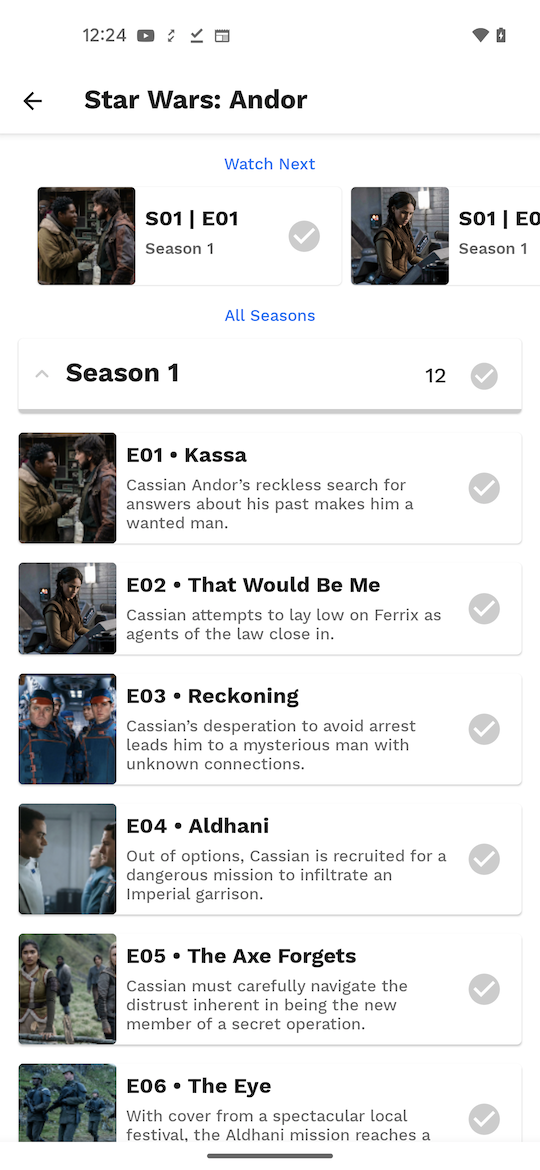 12:24
Star Wars: Andor
Watch Next
S01 | E01
Season 1
S01 | E0
Season 1
All Seasons
Season 1
12
E01 • Kassa
Cassian Andor’s reckless search for
answers about his past makes him a
wanted man.
E02 • That Would Be Me
Cassian attempts to lay low on Ferrix as
agents of the law close in.
E03 • Reckoning
Cassian’s desperation to avoid arrest
leads him to a mysterious man with
unknown connections.
E04 • Aldhani
Out of options, Cassian is recruited for a
dangerous mission to infiltrate an
Imperial garrison.
E05 • The Axe Forgets
Cassian must carefully navigate the
distrust inherent in being the new
member of a secret operation.
E06 • The Eye
With cover from a spectacular local
festival, the Aldhani mission reaches a